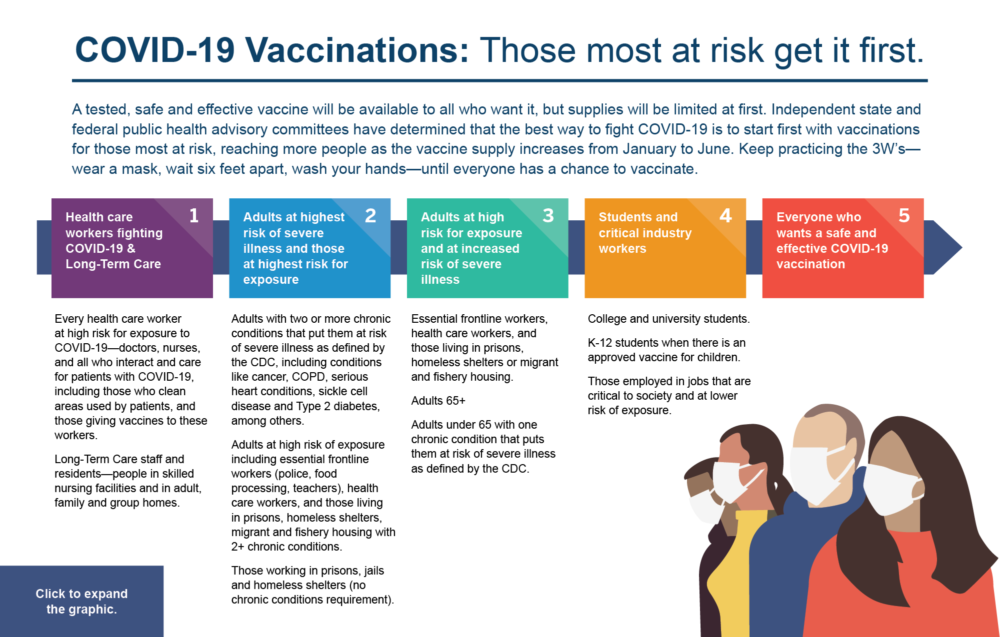 COVID-19 Vaccinations: Those most at risk get it first.
A tested, safe and effective vaccine will be available to all who want it, but supplies will be limited at first. Independent state and
federal public health advisory committees have determined that the best way to fight COVID-19 is to start first with vaccinations
for those most at risk, reaching more people as the vaccine supply increases from January to June. Keep practicing the 3W’s—
wear a mask, wait six feet apart, wash your hands—until everyone has a chance to vaccinate.
1
Health care
workers fighting
COVID-19 &
Long-Term Care
Every health care worker
at high risk for exposure to
COVID-19—doctors, nurses,
and all who interact and care
for patients with COVID-19,
including those who clean
areas used by patients, and
those giving vaccines to these
workers.
Long-Term Care staff and
residents—people in skilled
nursing facilities and in adult,
family and group homes.
2
Adults at highest
risk of severe
illness and those
at highest risk for
exposure
Adults with two or more chronic
conditions that put them at risk
of severe illness as defined by
the CDC, including conditions
like cancer, COPD, serious
heart conditions, sickle cell
disease and Type 2 diabetes,
among others.
Adults at high risk of exposure
including essential frontline
workers (police, food
processing, teachers), health
care workers, and those living
in prisons, homeless shelters,
migrant and fishery housing with
2+ chronic conditions.
Those working in prisons, jails
and homeless shelters (no
chronic conditions requirement).
3
Adults at high
risk for exposure
and at increased
risk of severe
illness
Essential frontline workers,
health care workers, and
those living in prisons,
homeless shelters or migrant
and fishery housing.
Adults 65+
Adults under 65 with one
chronic condition that puts
them at risk of severe illness
as defined by the CDC.
4
Students and
critical industry
workers
College and university students.
K-12 students when there is an
approved vaccine for children.
Those employed in jobs that are
critical to society and at lower
risk of exposure.
5
Everyone who
wants a safe and
effective COVID-19
vaccination
Click to expand
the graphic.